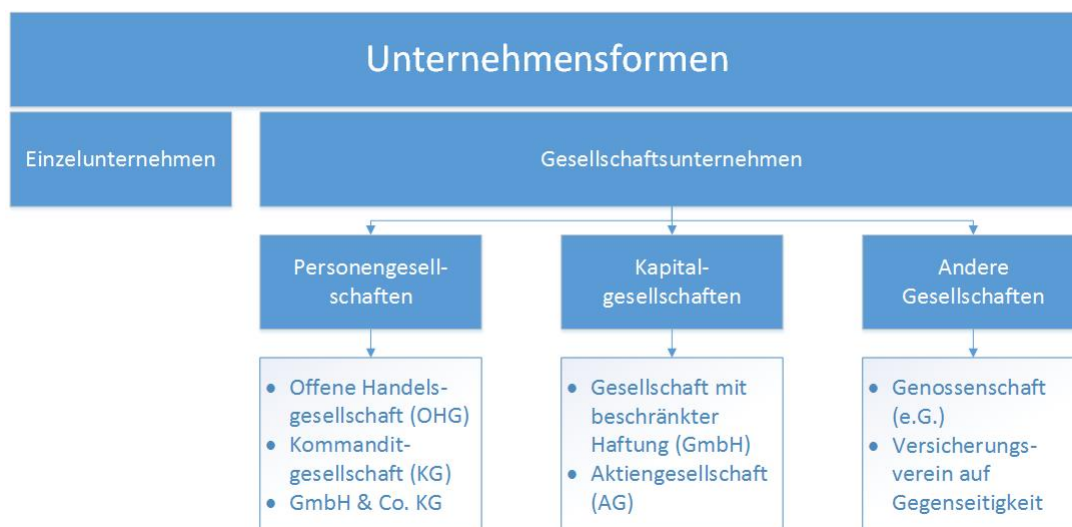 Unternehmensformen
Einzelunternehmen
Gesellschaftsunternehmen
Personengesell-
schaften
Kapital-
gesellschaften
Andere
Gesellschaften
• Offene Handels-
gesellschaft (OHG)
• Kommandit-
gesellschaft (KG)
• GmbH & Co. KG
• Gesellschaft mit
beschränkter
Haftung (GmbH)
• Aktiengesellschaft
(AG)
• Genossenschaft
(e.G.)
• Versicherungs-
verein auf
Gegenseitigkeit